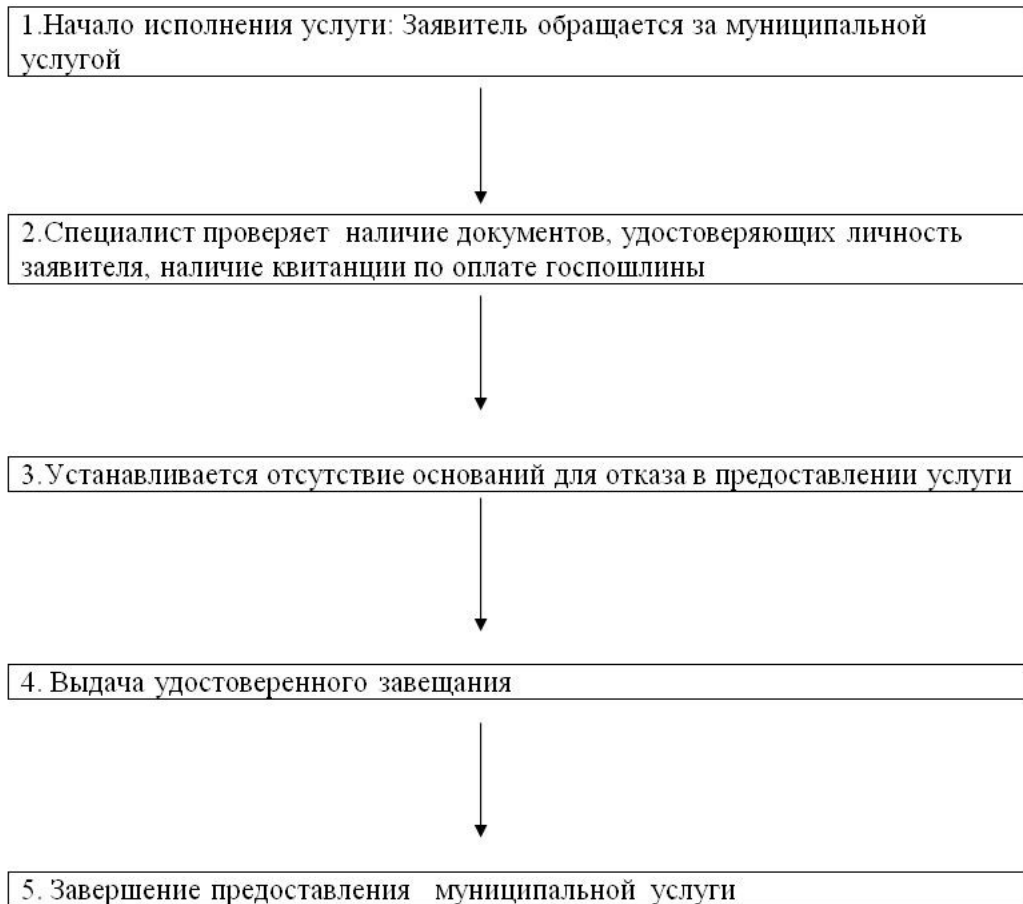 1.Начало исполнения услуги: Заявитель обращается за муниципальной
услугой
2.Специалист проверяет наличие документов, удостоверяющих личность
заявителя, наличие квитанции по оплате госпошлины
3.Устанавливается отсутствие оснований для отказа в предоставлении услуги
4. Выдача удостоверенного завещания
5. Завершение предоставления муниципальной услуги